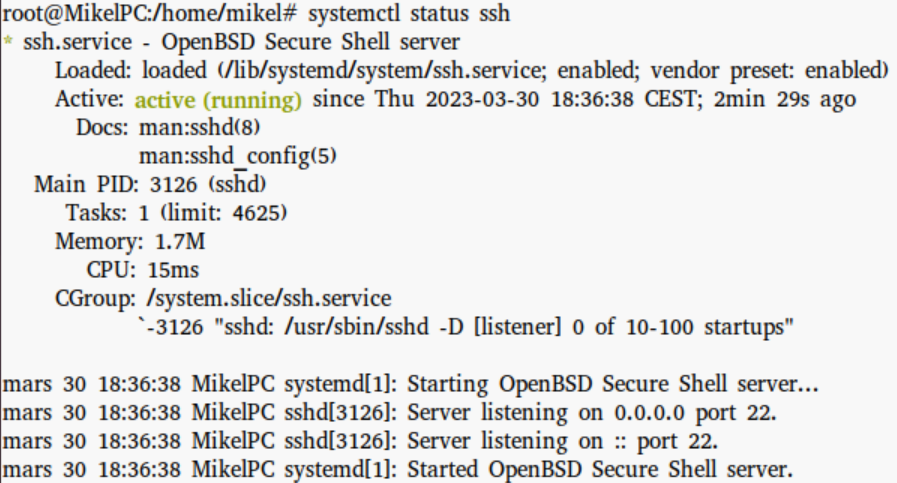 root@MikelPC:/home/mikel# systemctl status ssh
* ssh.service - OpenBSD Secure Shell server
Loaded: loaded (/lib/systemd/system/ssh.service; enabled; vendor preset: enabled)
Active: active (running) since Thu 2023-03-30 18:36:38 CEST; 2min 29s ago
Docs: man:sshd(8)
man:sshd_config(5)
Main PID: 3126 (sshd)
Tasks: 1 (limit: 4625)
Memory: 1.7M
CPU: 15ms
CGroup: /system.slice/ssh.service
`-3126 "sshd: /usr/sbin/sshd -D [listener] 0 of 10-100 startups"
mars 30 18:36:38 MikelPC systemd[1]: Starting OpenBSD Secure Shell server...
mars 30 18:36:38 MikelPC sshd[3126]: Server listening on 0.0.0.0 port 22.
mars 30 18:36:38 MikelPC sshd[3126]: Server listening on :: port 22.
mars 30 18:36:38 MikelPC systemd[1]: Started OpenBSD Secure Shell server.